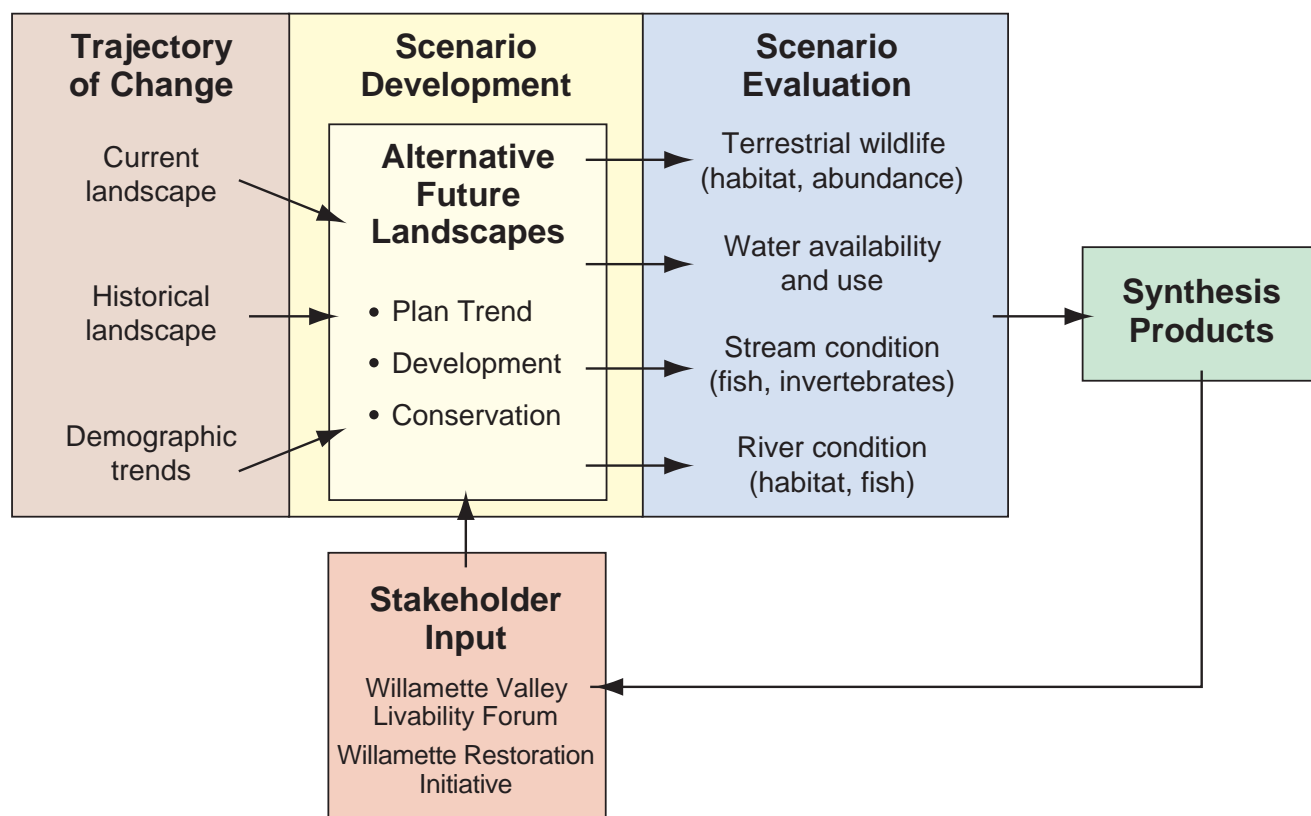 Trajectory
of Change
Current
landscape
Historical
landscape
Demographic
trends
Scenario
Development
Alternative
Future
Landscapes
• Plan Trend
• Development
• Conservation
Scenario
Evaluation
Terrestrial wildlife
(habitat, abundance)
Water availability
and use
Stream condition
(fish, invertebrates)
River condition
(habitat, fish)
Synthesis
Products
Stakeholder
Input
Willamette Valley
Livability Forum
Willamette Restoration
Initiative